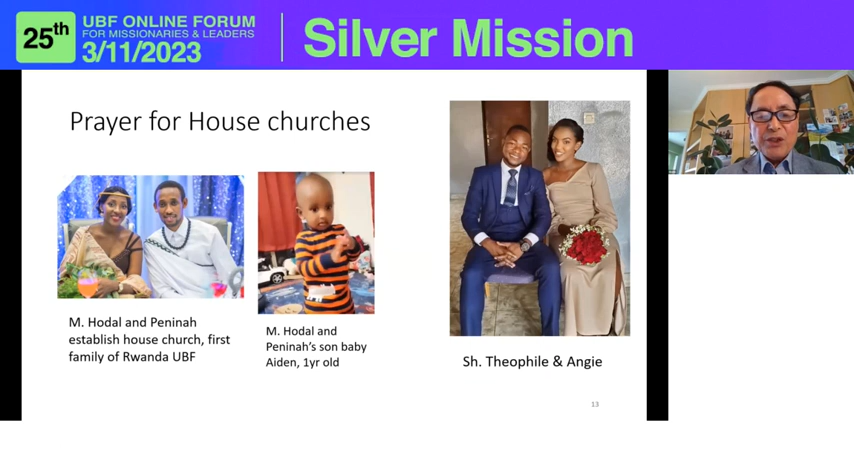 25th
UBF ONLINE FORUM
FOR MISSIONARIES & LEADERS
3/11/2023
Silver Mission
Prayer for House churches
M. Hodal and Peninah
establish house church, first
family of Rwanda UBF
M. Hodal and
Peninah's son baby
Aiden, 1yr old
Sh. Theophile & Angie
13